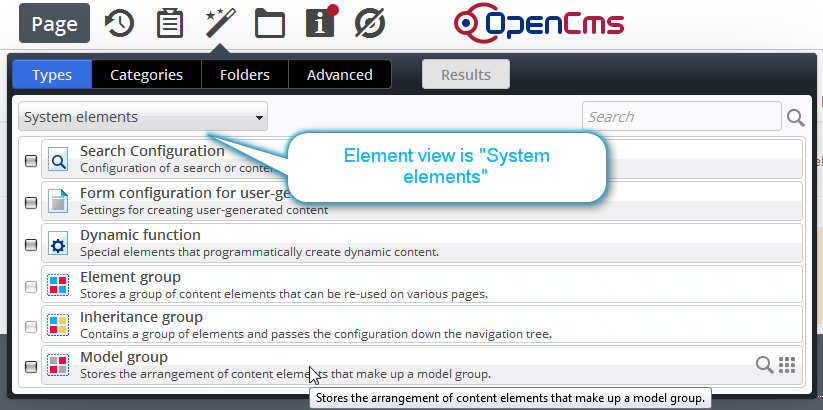 Page
OpenCms
Types Categories Folders Advanced Results
System elements
Search
Element view is "System
elements"
Search Configuration
Configuration of a search or conte
Form configuration for user-ge
Settings for creating user-generated content
Dynamic function
Special elements that programmatically create dynamic content.
Element group
Stores a group of content elements that can be re-used on various pages.
Inheritance group
Contains a group of elements and passes the configuration down the navigation tree.
Model group
Stores the arrangement of content elements that make up a model group.
Stores the arrangement of content elements that make up a model group.